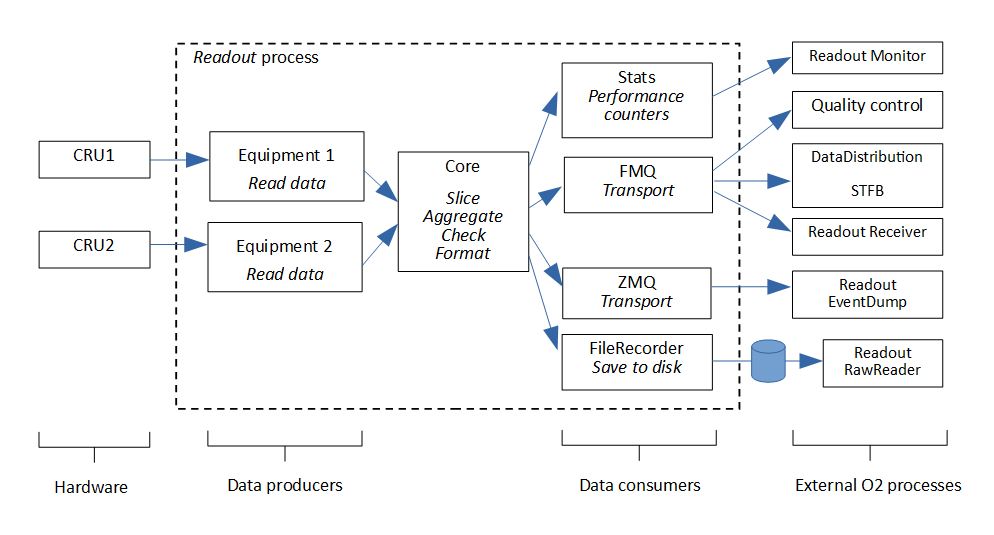 Readout process
CRU1
CRU2
Equipment 1
Read data
Equipment 2
Read data
Core
Slice
Aggregate
Check
Format
Stats
Performance
counters
FMQ
Transport
ZMQ
Transport
FileRecorder
Save to disk
Readout Monitor
Quality control
DataDistribution
STFB
Readout Receiver
Readout
EventDump
Readout
RawReader
Hardware
Data producers
Data consumers
External O2 processes